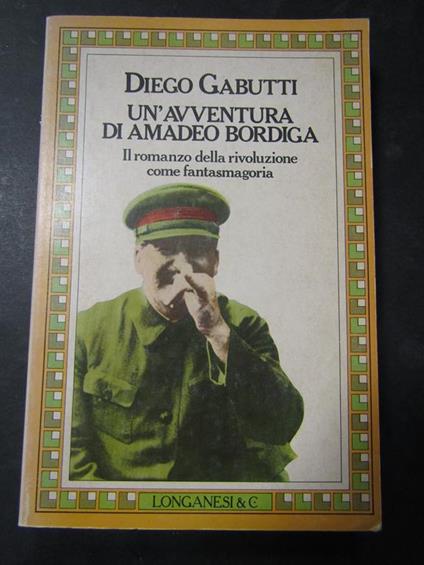 DIEGO GABUTTI
UN'AVVENTURA
DI AMADEO BORDIGA
Il romanzo della rivoluzione
come fantasmagoria
LONGANESI & C.